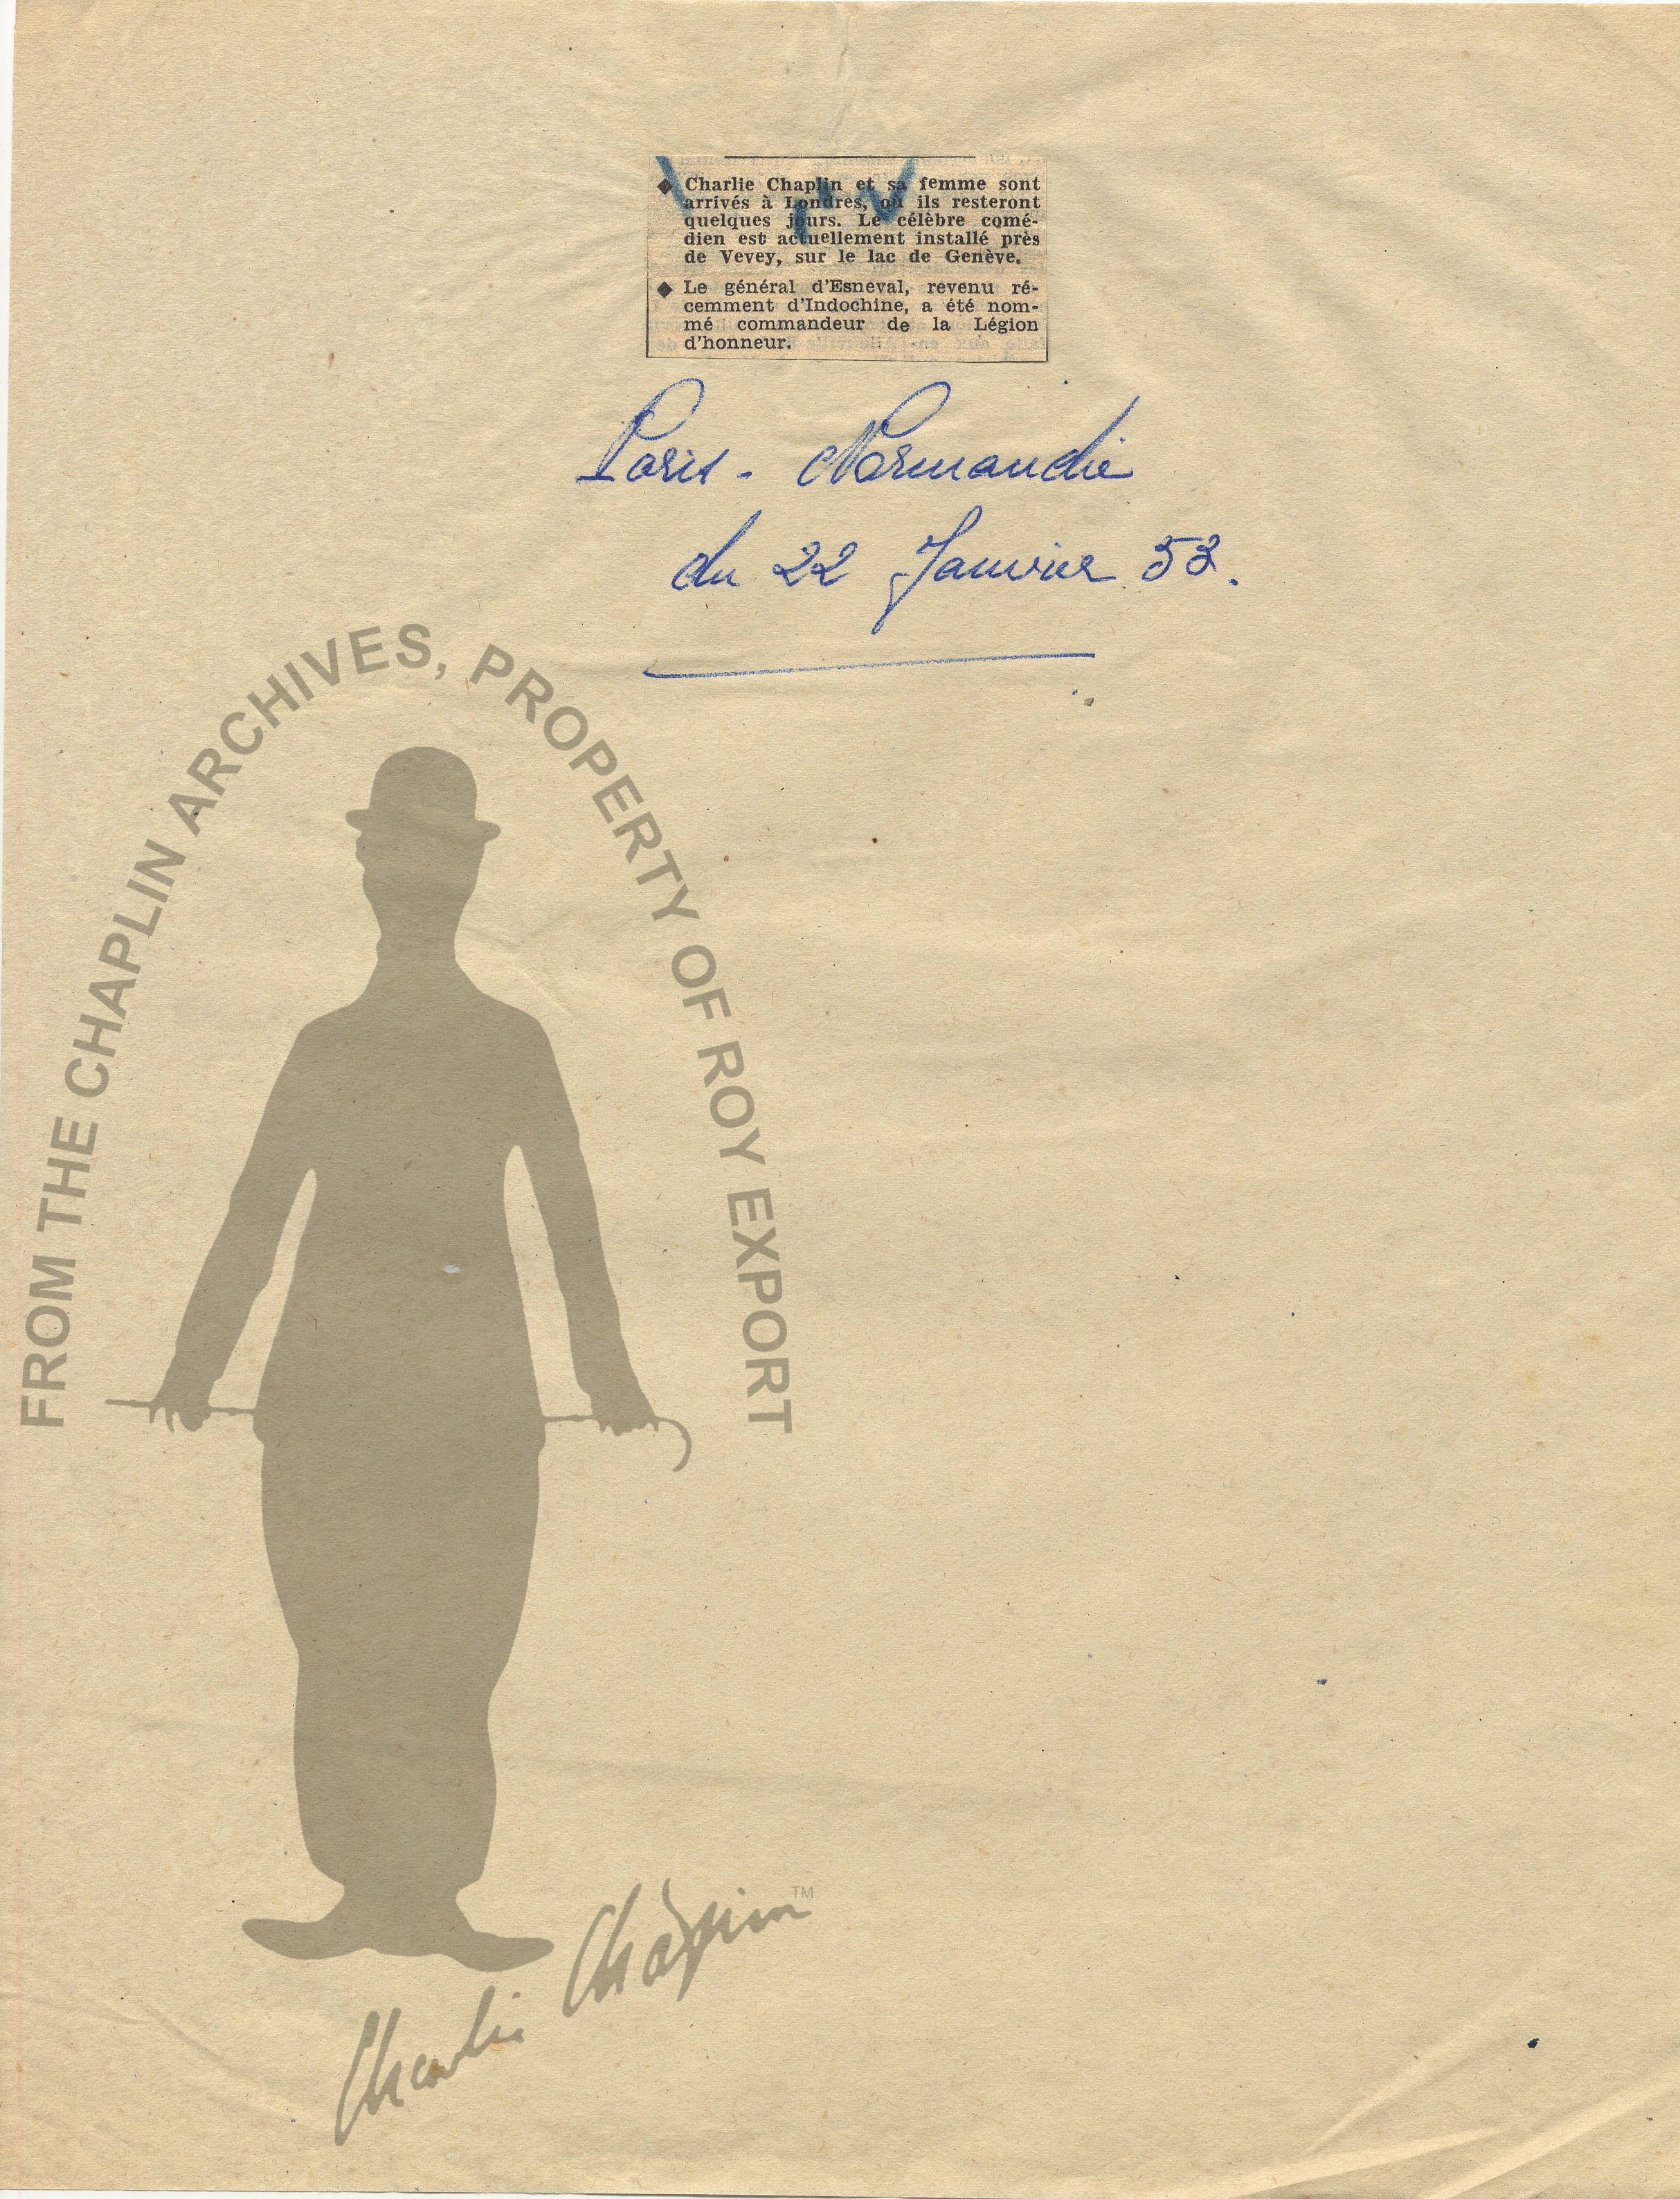 ◆ Charlie Chaplin et sa femme sont
arrivés à Londres, où ils resteront
quelques jours. Le célèbre comé-
dien est actuellement installé près
de Vevey, sur le lac de Genève.
◆ Le général d'Esneval, revenu ré-
cemment d'Indochine, a été nom-
mé commandeur de la Légion
d'honneur.
Paris - Normandie
du 22 Janvier 53.
FROM THE CHAPLIN ARCHIVES, PROPERTY OF ROY EXPORT
Charlie Chaplin™